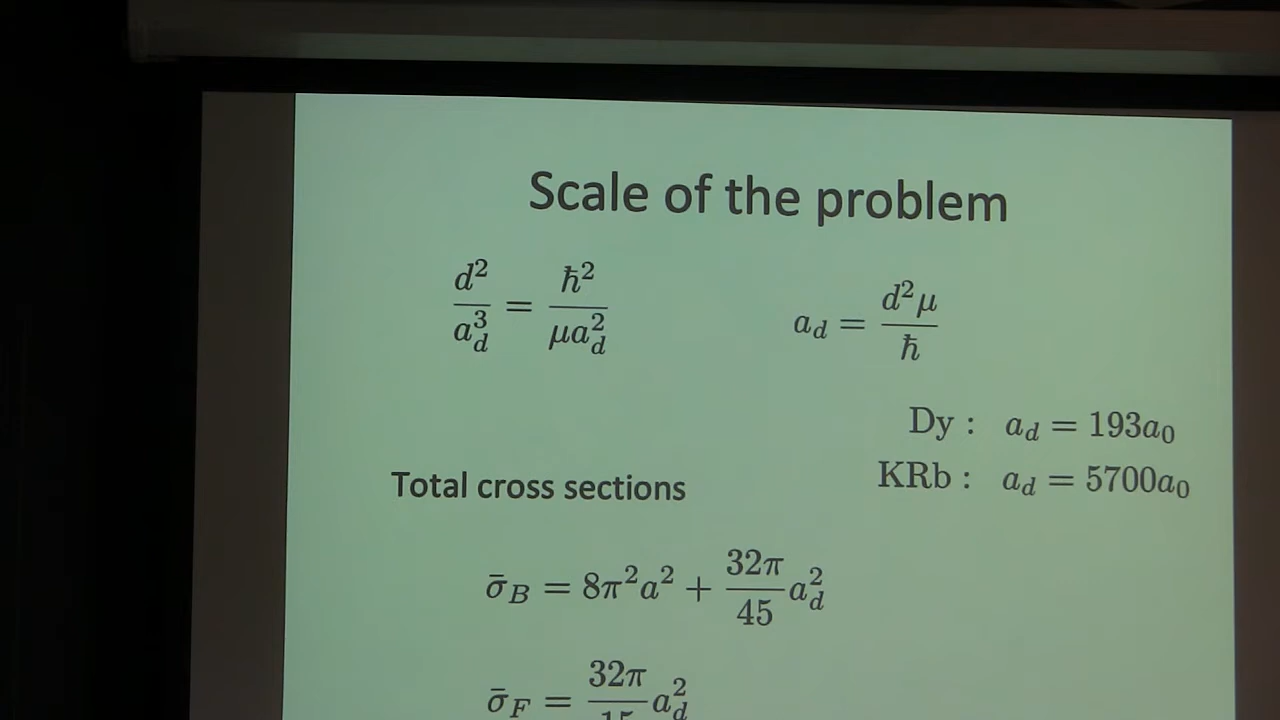 Scale of the problem
d²/a_d³ = ħ²/μa_d²
a_d = d²μ/ħ
Dy : a_d = 193a₀
KRb : a_d = 5700a₀
Total cross sections
σ̄_B = 8π²a² + 32π/45 a_d²
σ̄_F = 32π/15 a_d²